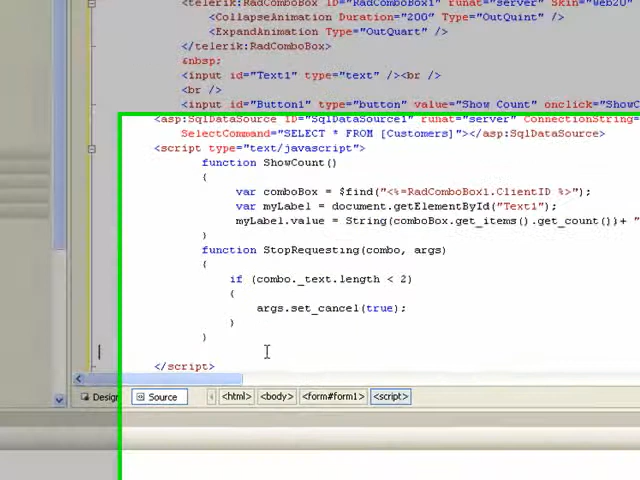 <telerik:RadComboBox ID="RadComboBox1" runat="server" Skin="Web20"
<CollapseAnimation Duration="200" Type="OutQuint" />
<ExpandAnimation Type="OutQuart" />
</telerik:RadComboBox>
&nbsp;
<input id="Text1" type="text" /><br />
<br />
<input id="Button1" type="button" value="Show Count" onclick="ShowC
<asp:SqlDataSource ID="SqlDataSource1" runat="server" ConnectionString=
SelectCommand="SELECT * FROM [Customers]"></asp:SqlDataSource>
<script type="text/javascript">
function ShowCount()
{
var comboBox = $find("<%=RadComboBox1.ClientID %>");
var myLabel = document.getElementById("Text1");
myLabel.value = String(comboBox.get_items().get_count())+ "
}
function StopRequesting(combo, args)
{
if (combo._text.length < 2)
{
args.set_cancel(true);
}
}
</script>
Design Source <html> <body> <form#form1> <script>